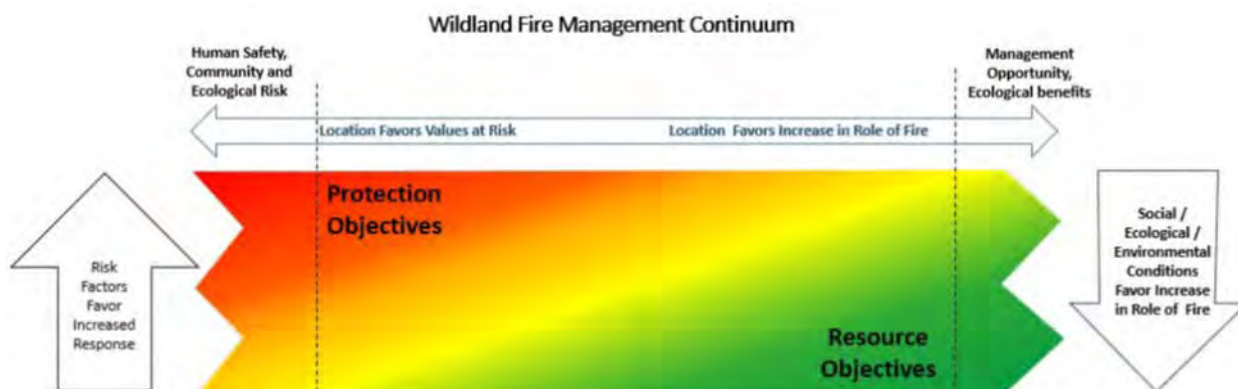 Wildland Fire Management Continuum
Human Safety,
Community and
Ecological Risk
Management
Opportunity,
Ecological benefits
Location Favors Values at Risk
Location Favors Increase in Role of Fire
Protection
Objectives
Risk
Factors
Favor
Increased
Response
Social /
Ecological /
Environmental
Conditions
Favor Increase
in Role of Fire
Resource
Objectives